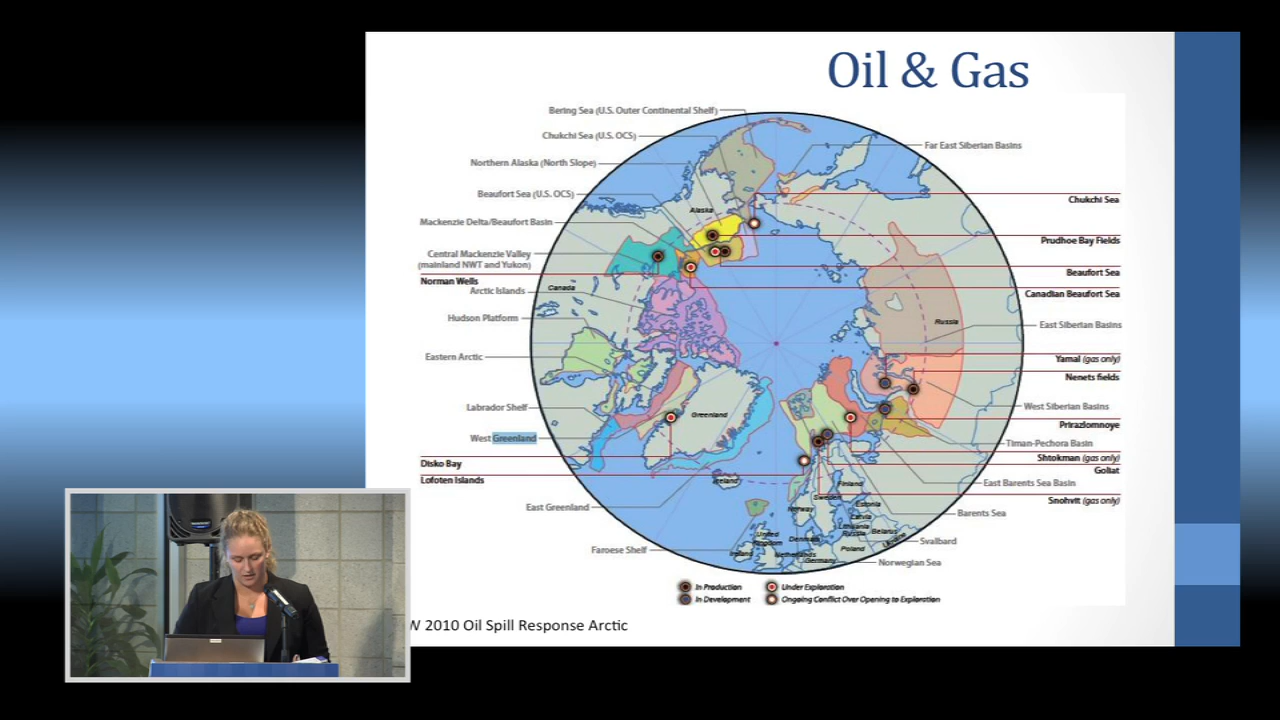 Oil & Gas
Bering Sea (U.S. Outer Continental Shelf)
Chukchi Sea (U.S. OCS)
Northern Alaska (North Slope)
Beaufort Sea (U.S. OCS)
Mackenzie Delta/Beaufort Basin
Central Mackenzie Valley
(mainland NWT and Yukon)
Norman Wells
Arctic Islands
Hudson Platform
Eastern Arctic
Labrador Shelf
West Greenland
Disko Bay
Lofoten Islands
East Greenland
Faroese Shelf
Far East Siberian Basins
Chukchi Sea
Prudhoe Bay Fields
Beaufort Sea
Canadian Beaufort Sea
East Siberian Basins
Yamal (gas only)
Nenets fields
West Siberian Basins
Prirazlomnoye
Timan-Pechora Basin
Shtokman (gas only)
Goliat
East Barents Sea Basin
Snohvit (gas only)
Barents Sea
Svalbard
Norwegian Sea
Alaska
Canada
Russia
Greenland
Iceland
Finland
Sweden
Norway
Estonia
Latvia
Lithuania
Russia
Belarus
Ukraine
United
Kingdom
Denmark
Poland
Ireland
Netherlands
Germany
In Production
Under Exploration
In Development
Ongoing Conflict Over Opening to Exploration
W 2010 Oil Spill Response Arctic